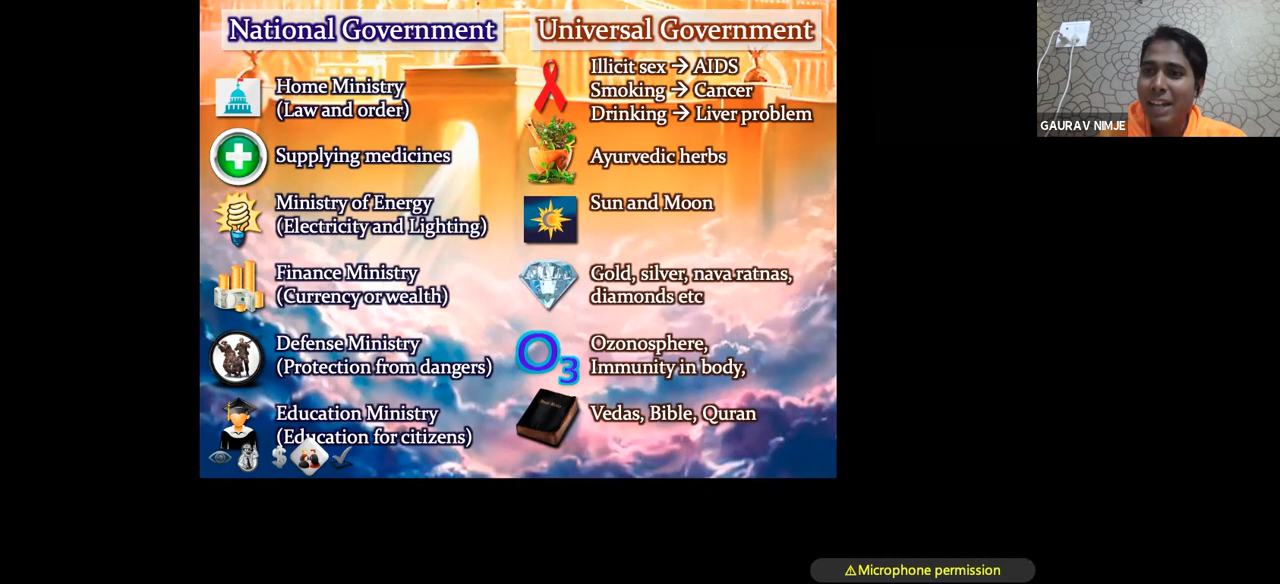 National Government
Universal Government
Home Ministry
(Law and order)
Illicit sex → AIDS
Smoking → Cancer
Drinking → Liver problem
Supplying medicines
Ayurvedic herbs
Ministry of Energy
(Electricity and Lighting)
Sun and Moon
Finance Ministry
(Currency or wealth)
Gold, silver, nava ratnas,
diamonds etc
Defense Ministry
(Protection from dangers)
O3
Ozonosphere,
Immunity in body,
Education Ministry
(Education for citizens)
Vedas, Bible, Quran
GAURAV NIMJE
⚠Microphone permission